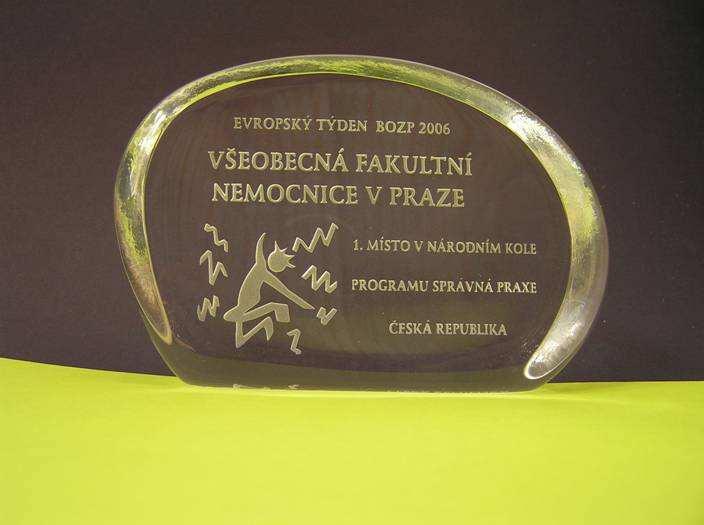 EVROPSKÝ TÝDEN BOZP 2006
VŠEOBECNÁ FAKULTNÍ
NEMOCNICE V PRAZE
1. MÍSTO V NÁRODNÍM KOLE
PROGRAMU SPRÁVNÁ PRAXE
ČESKÁ REPUBLIKA